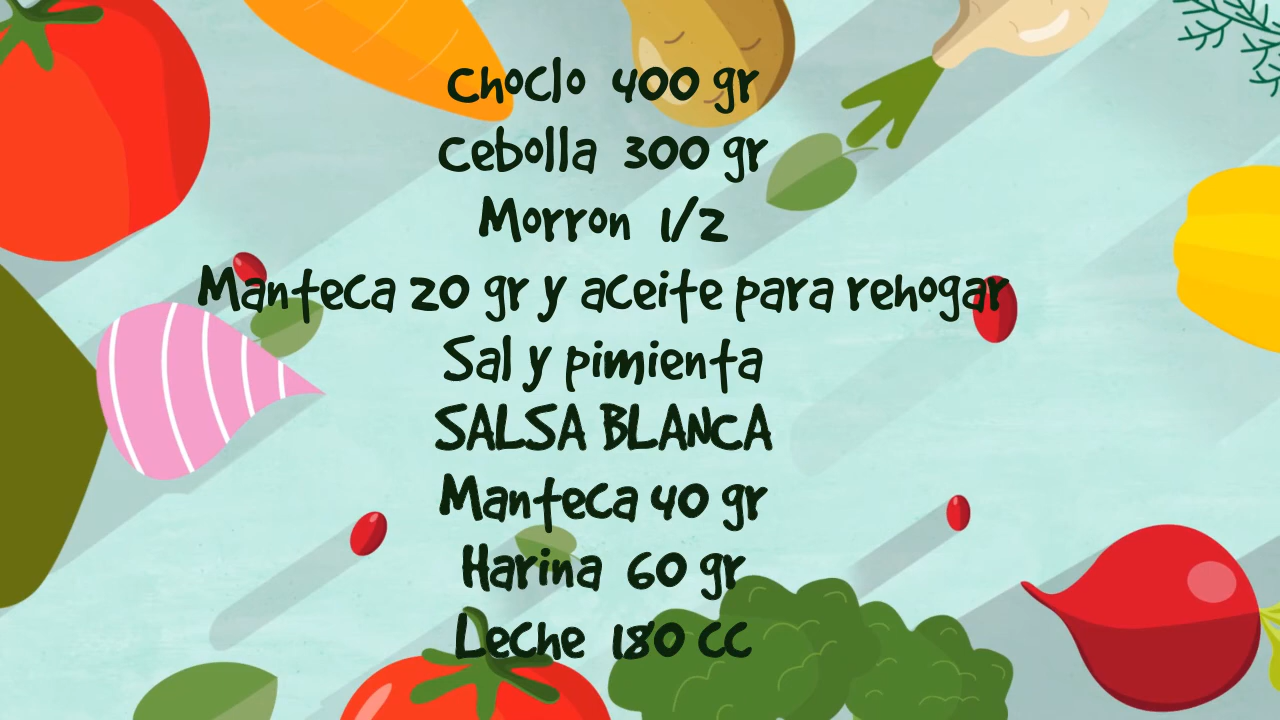 Choclo 400 gr
Cebolla 300 gr
Morron 1/2
Manteca 20 gr y aceite para rehogar
Sal y pimienta
SALSA BLANCA
Manteca 40 gr
Harina 60 gr
Leche 180 CC